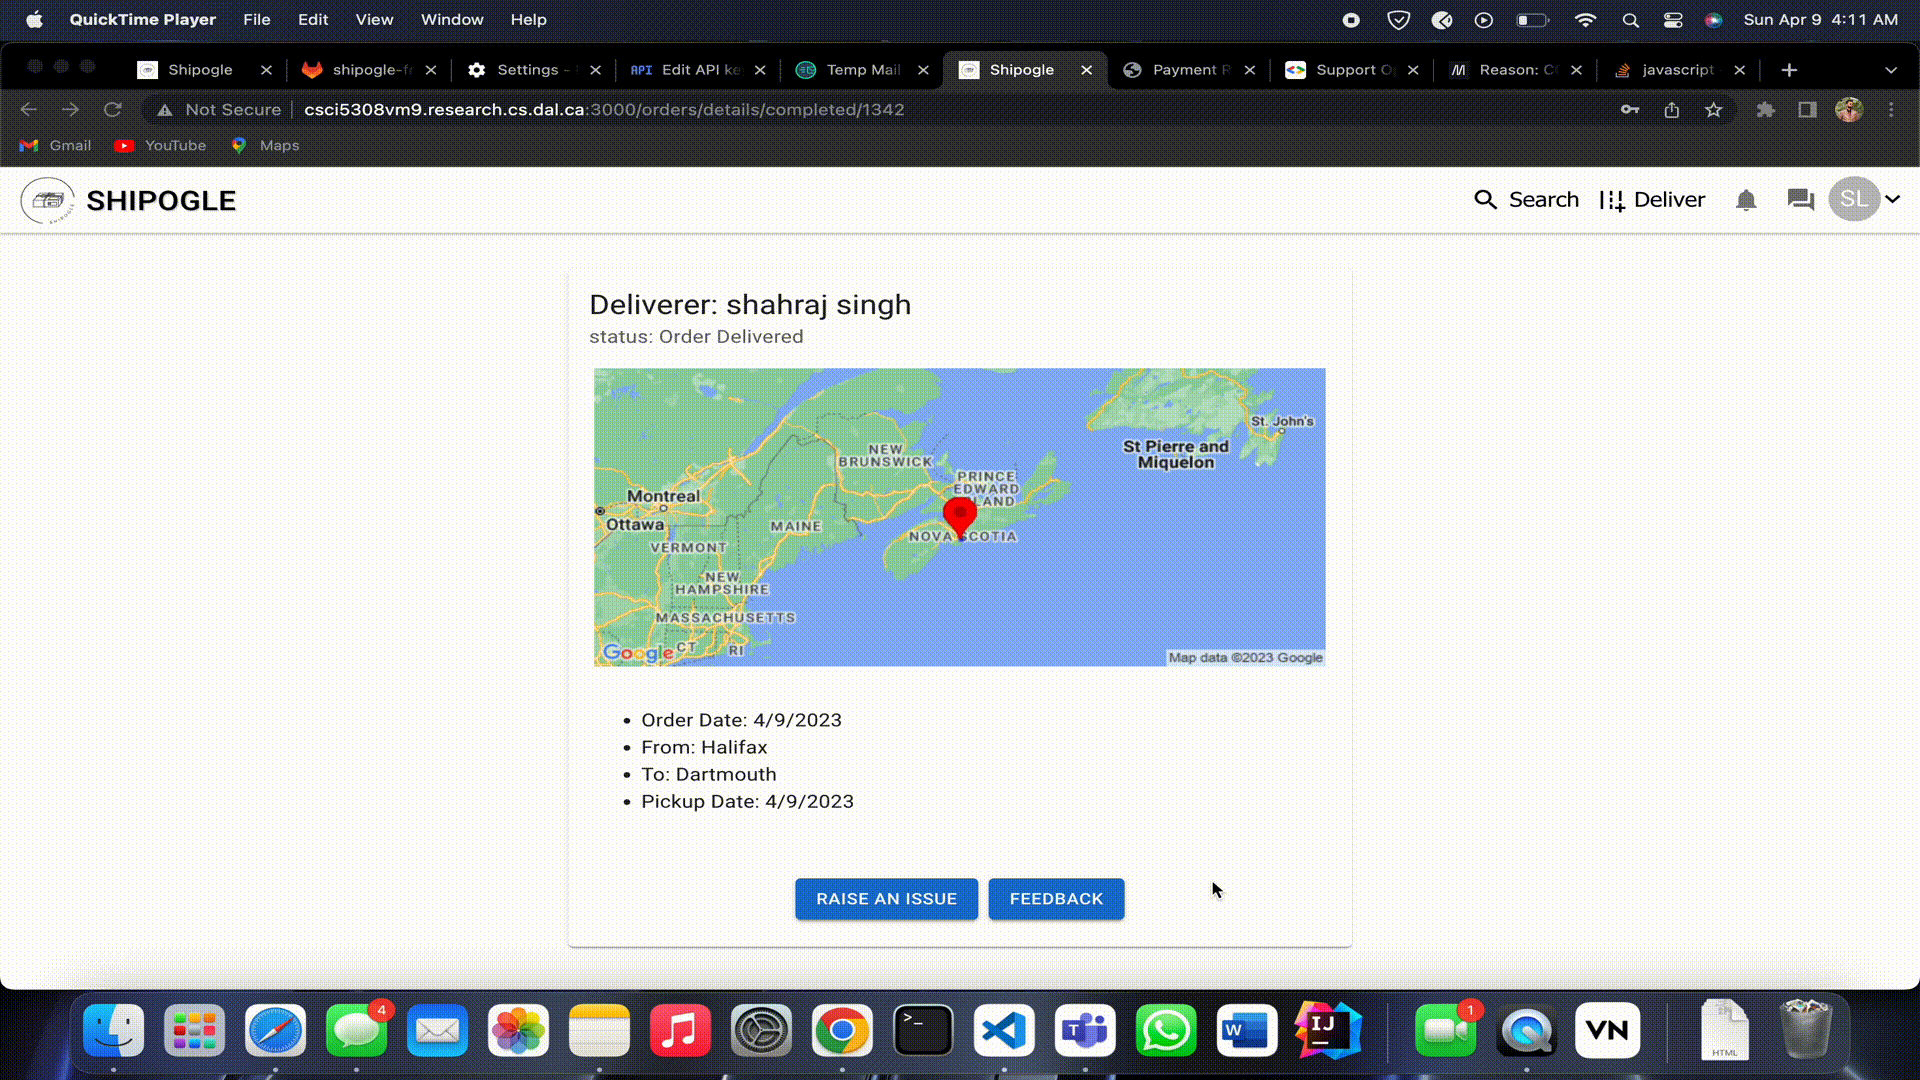 QuickTime Player File Edit View Window Help Sun Apr 9 4:11 AM
Shipogle shipogle-fr Settings - API Edit API ke Temp Mail Shipogle Payment Support O Reason: C javascript
Not Secure csci5308vm9.research.cs.dal.ca:3000/orders/details/completed/1342
Gmail YouTube Maps
SHIPOGLE Search Deliver SL
Deliverer: shahraj singh
status: Order Delivered
St. John's
St Pierre and
Miquelon
NEW
BRUNSWICK
PRINCE
EDWARD
Montreal
Ottawa
MAINE
NOVA SCOTIA
VERMONT
NEW
HAMPSHIRE
MASSACHUSETTS
CT RI
Google Map data ©2023 Google
Order Date: 4/9/2023
From: Halifax
To: Dartmouth
Pickup Date: 4/9/2023
RAISE AN ISSUE FEEDBACK
4 >_ T W IJ 1 VN HTML